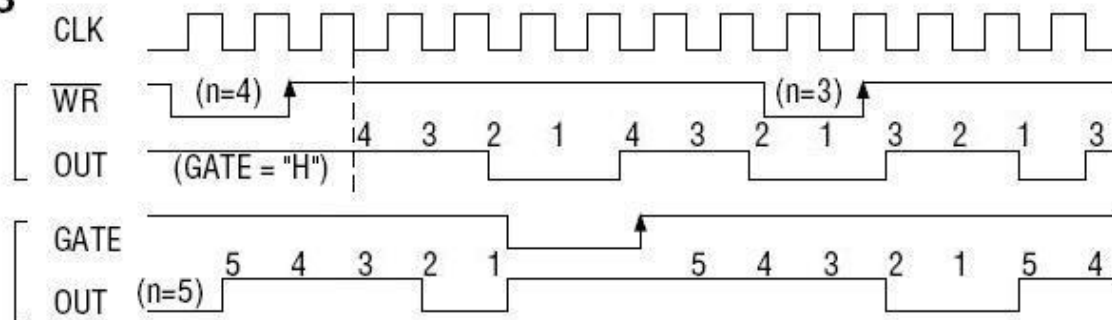 CLK
WR (n=4) (n=3)
4 3 2 1 4 3 2 1 3 2 1 3
OUT (GATE = "H")
GATE
5 4 3 2 1 5 4 3 2 1 5 4
OUT (n=5)